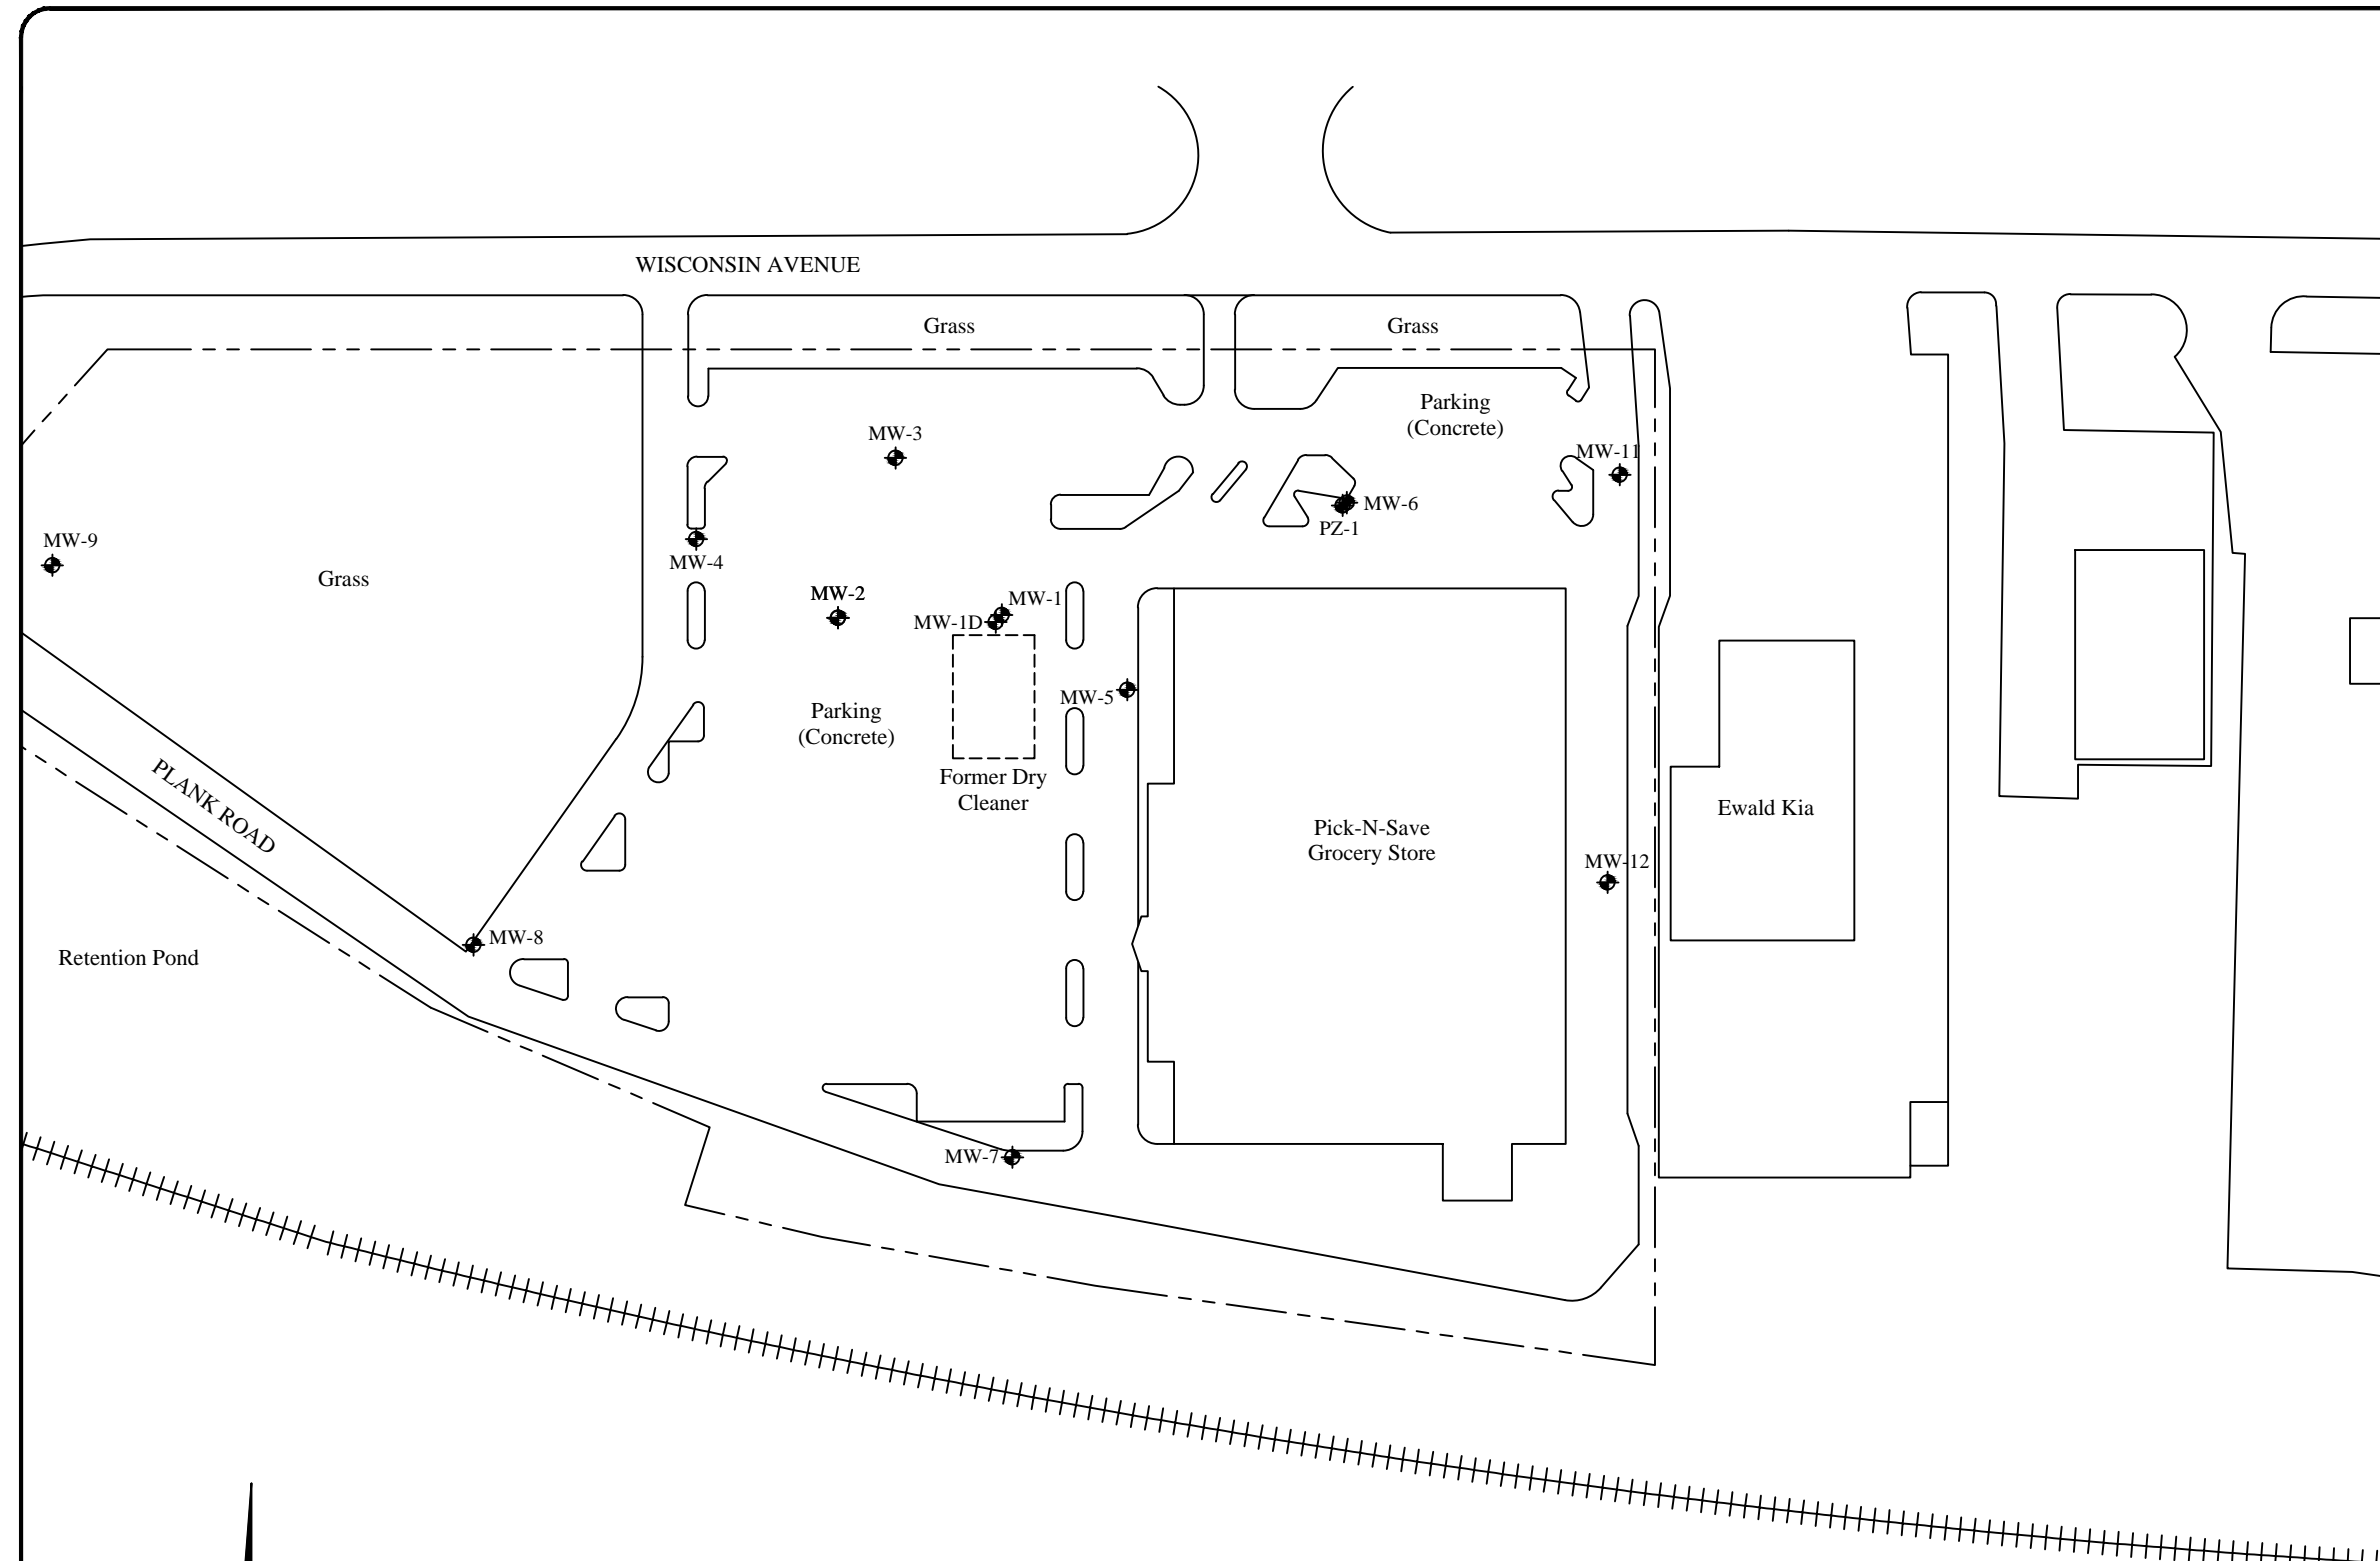 WISCONSIN AVENUE
Grass
Grass
Parking
(Concrete)
MW-3
MW-11
MW-6
PZ-1
MW-9
MW-4
Grass
MW-2
MW-1
MW-1D
MW-5
Parking
(Concrete)
Former Dry
Cleaner
PLANK ROAD
Pick-N-Save
Grocery Store
Ewald Kia
MW-12
MW-8
Retention Pond
MW-7